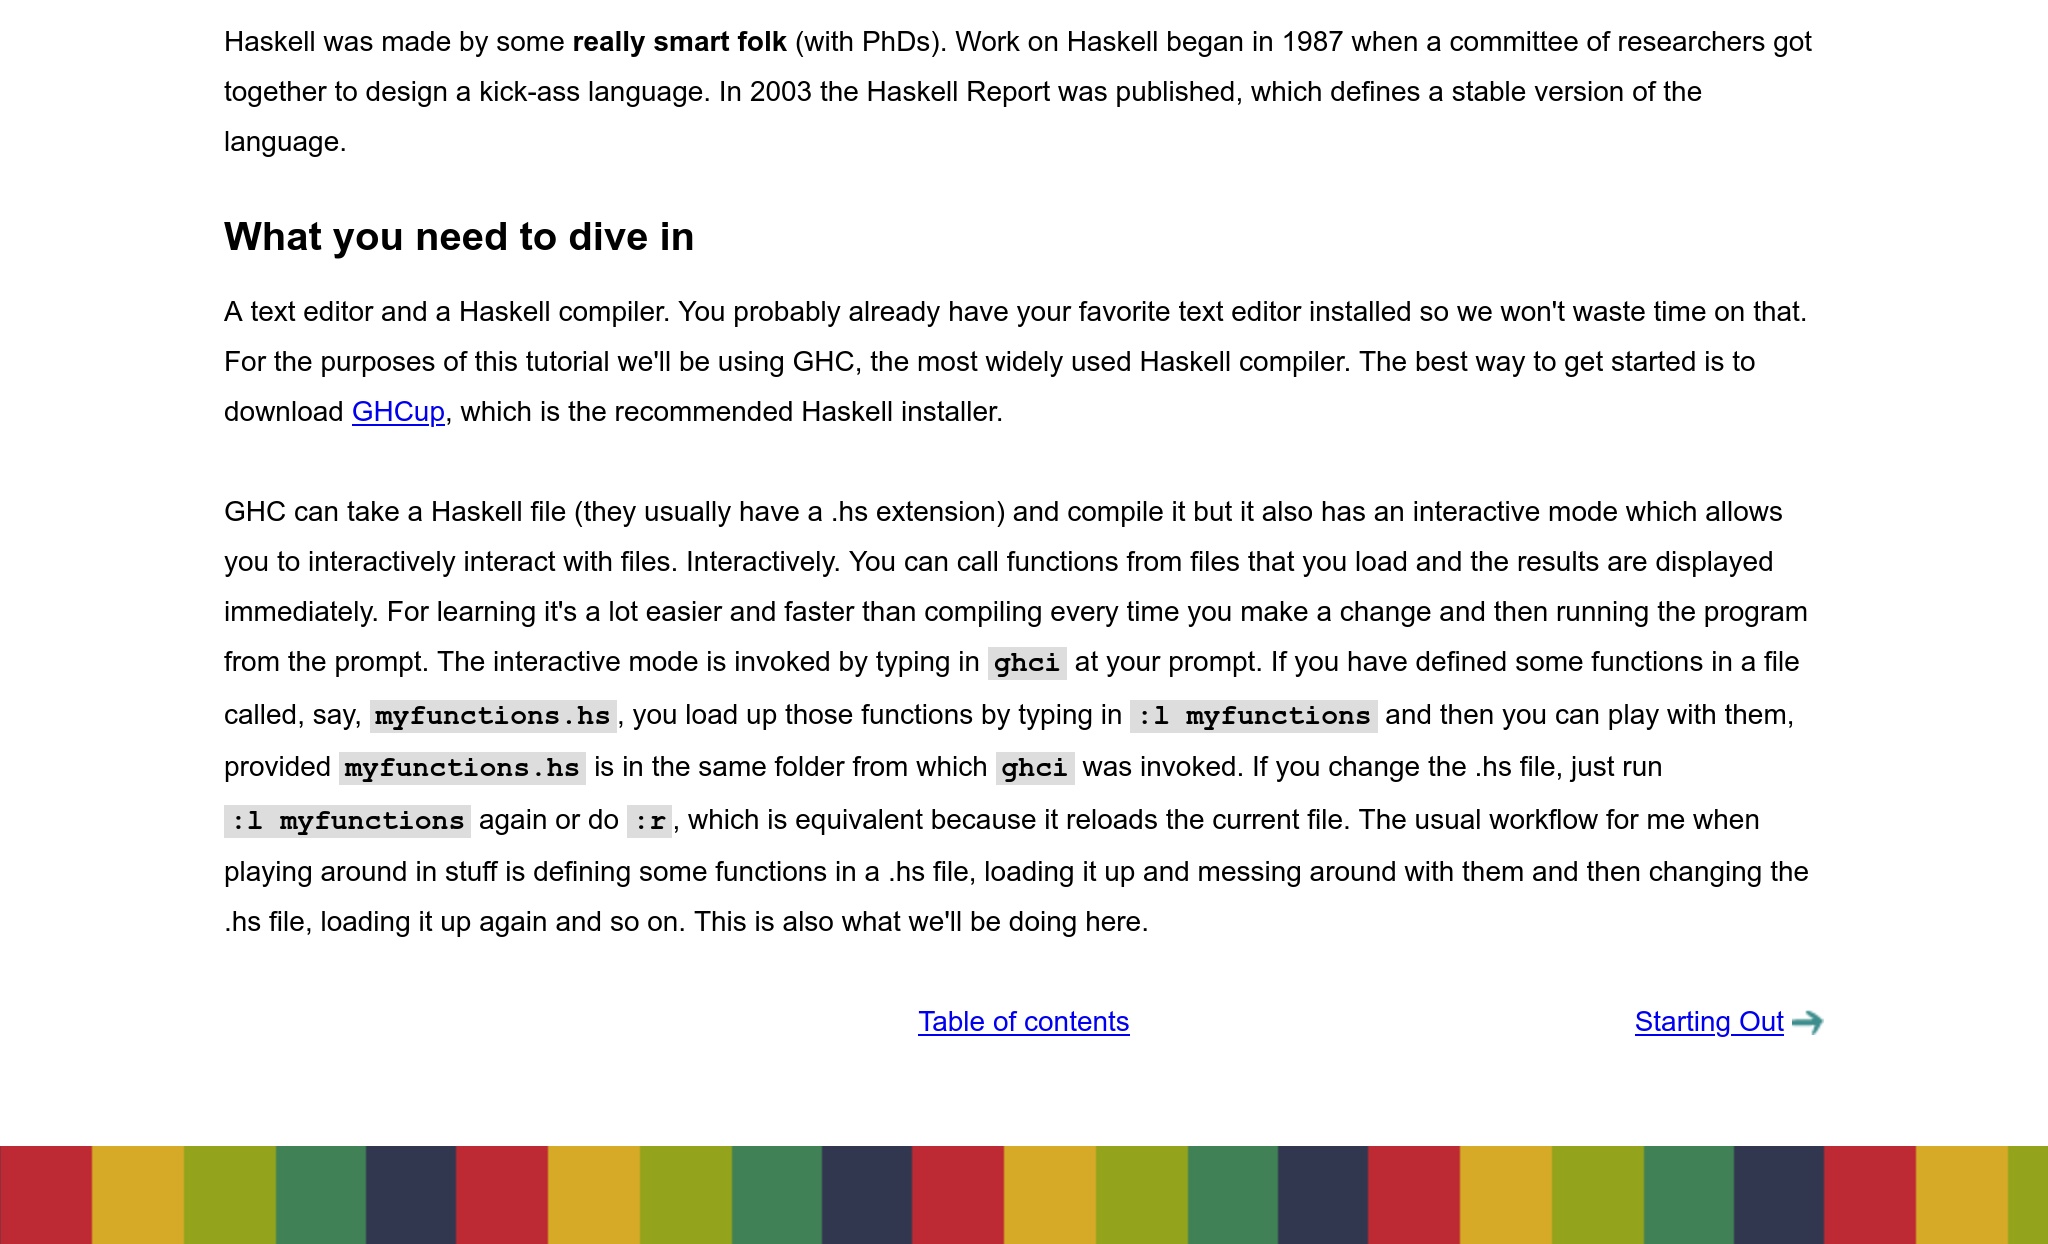 Haskell was made by some really smart folk (with PhDs). Work on Haskell began in 1987 when a committee of researchers got
together to design a kick-ass language. In 2003 the Haskell Report was published, which defines a stable version of the
language.
What you need to dive in
A text editor and a Haskell compiler. You probably already have your favorite text editor installed so we won't waste time on that.
For the purposes of this tutorial we'll be using GHC, the most widely used Haskell compiler. The best way to get started is to
download GHCup, which is the recommended Haskell installer.
GHC can take a Haskell file (they usually have a .hs extension) and compile it but it also has an interactive mode which allows
you to interactively interact with files. Interactively. You can call functions from files that you load and the results are displayed
immediately. For learning it's a lot easier and faster than compiling every time you make a change and then running the program
from the prompt. The interactive mode is invoked by typing in ghci at your prompt. If you have defined some functions in a file
called, say, myfunctions.hs, you load up those functions by typing in :l myfunctions and then you can play with them,
provided myfunctions.hs is in the same folder from which ghci was invoked. If you change the .hs file, just run
:l myfunctions again or do :r, which is equivalent because it reloads the current file. The usual workflow for me when
playing around in stuff is defining some functions in a .hs file, loading it up and messing around with them and then changing the
.hs file, loading it up again and so on. This is also what we'll be doing here.
Table of contents
Starting Out